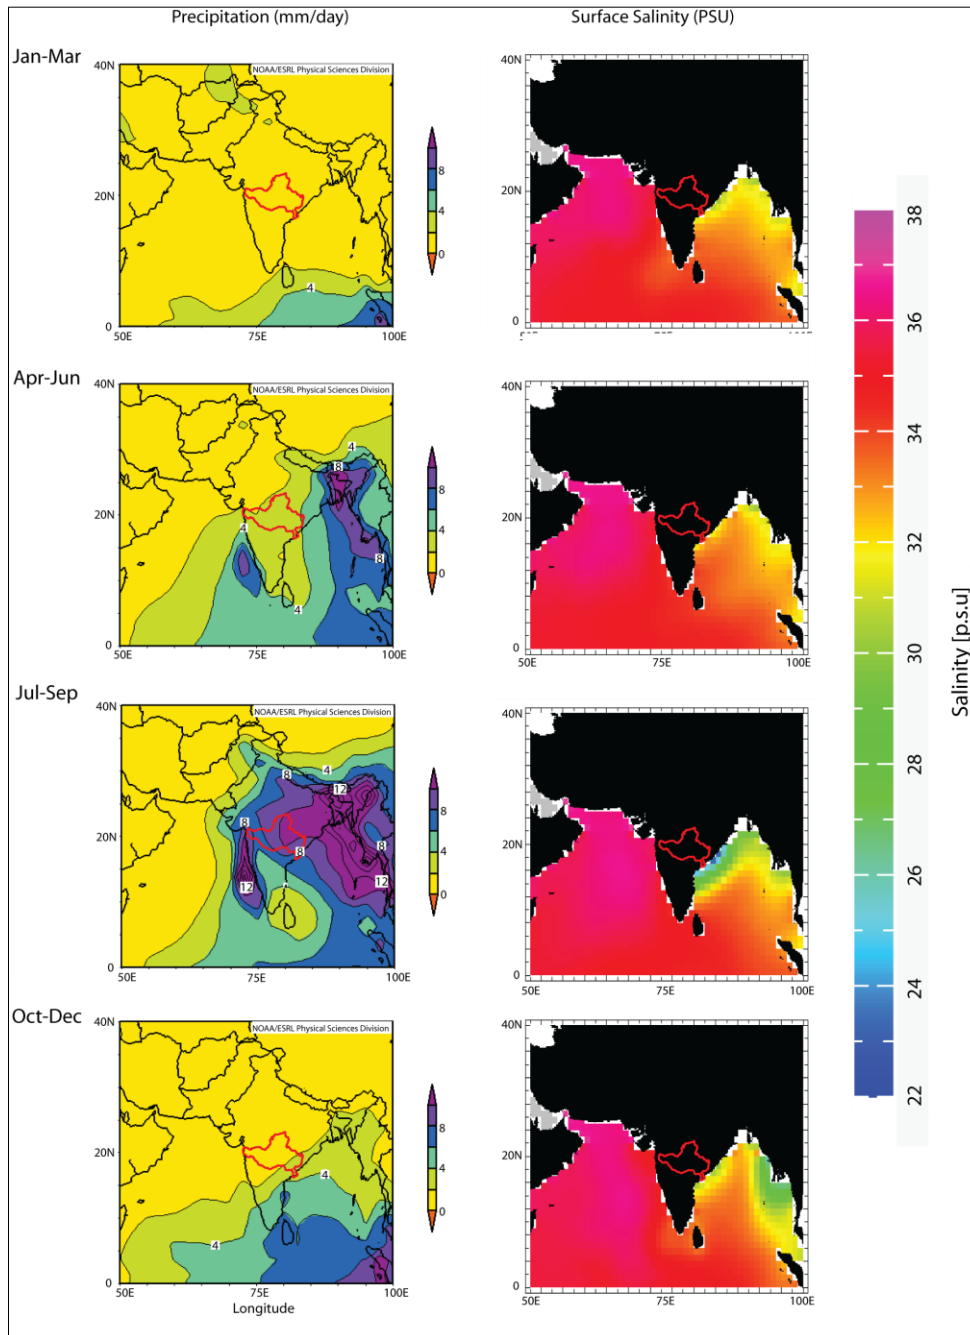 Precipitation (mm/day) Surface Salinity (PSU)
Jan-Mar
NOAA/ESRL Physical Sciences Division
40N
20N
0
50E 75E 100E
4
8
4
0
40N
20N
0
Apr-Jun
NOAA/ESRL Physical Sciences Division
40N
20N
0
50E 75E 100E
4
8
4
8
4
8
4
0
40N
20N
0
50E 75E 100E
Jul-Sep
NOAA/ESRL Physical Sciences Division
40N
20N
0
50E 75E 100E
8
4
12
8
8
8
12
12
8
4
0
40N
20N
0
50E 75E 100E
Oct-Dec
NOAA/ESRL Physical Sciences Division
40N
20N
0
50E 75E 100E
4
4
8
4
0
Longitude
40N
20N
0
50E 75E 100E
38
36
34
32
30
28
26
24
22
Salinity [p.s.u]